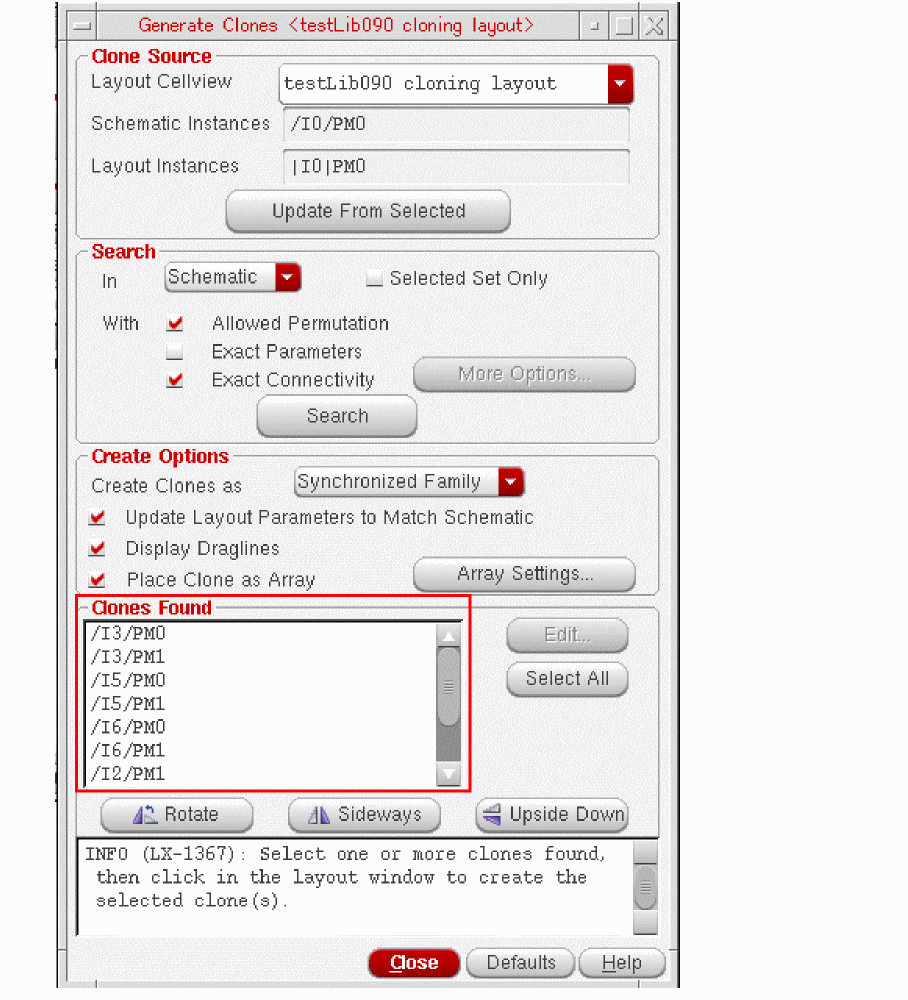 Generate Clones <testLib090 cloning layout>
Clone Source
Layout Cellview testLib090 cloning layout
Schematic Instances /I0/PM0
Layout Instances |I0|PM0
Update From Selected
Search
In Schematic Selected Set Only
With Allowed Permutation
Exact Parameters
Exact Connectivity More Options...
Search
Create Options
Create Clones as Synchronized Family
Update Layout Parameters to Match Schematic
Display Draglines
Place Clone as Array Array Settings...
Clones Found
/I3/PM0 Edit...
/I3/PM1
/I5/PM0 Select All
/I5/PM1
/I6/PM0
/I6/PM1
/I2/PM1
Rotate Sideways Upside Down
INFO (LX-1367): Select one or more clones found,
then click in the layout window to create the
selected clone(s).
Close Defaults Help